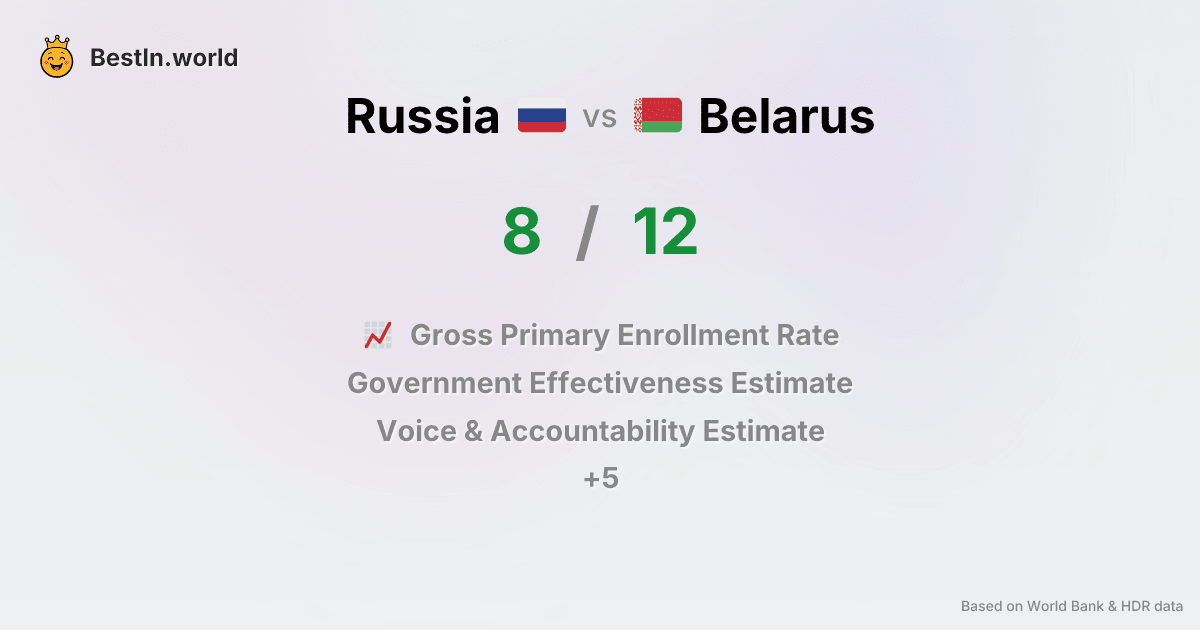 BestIn.world
Russia vs Belarus
8 / 12
Gross Primary Enrollment Rate
Government Effectiveness Estimate
Voice & Accountability Estimate
+5
Based on World Bank & HDR data